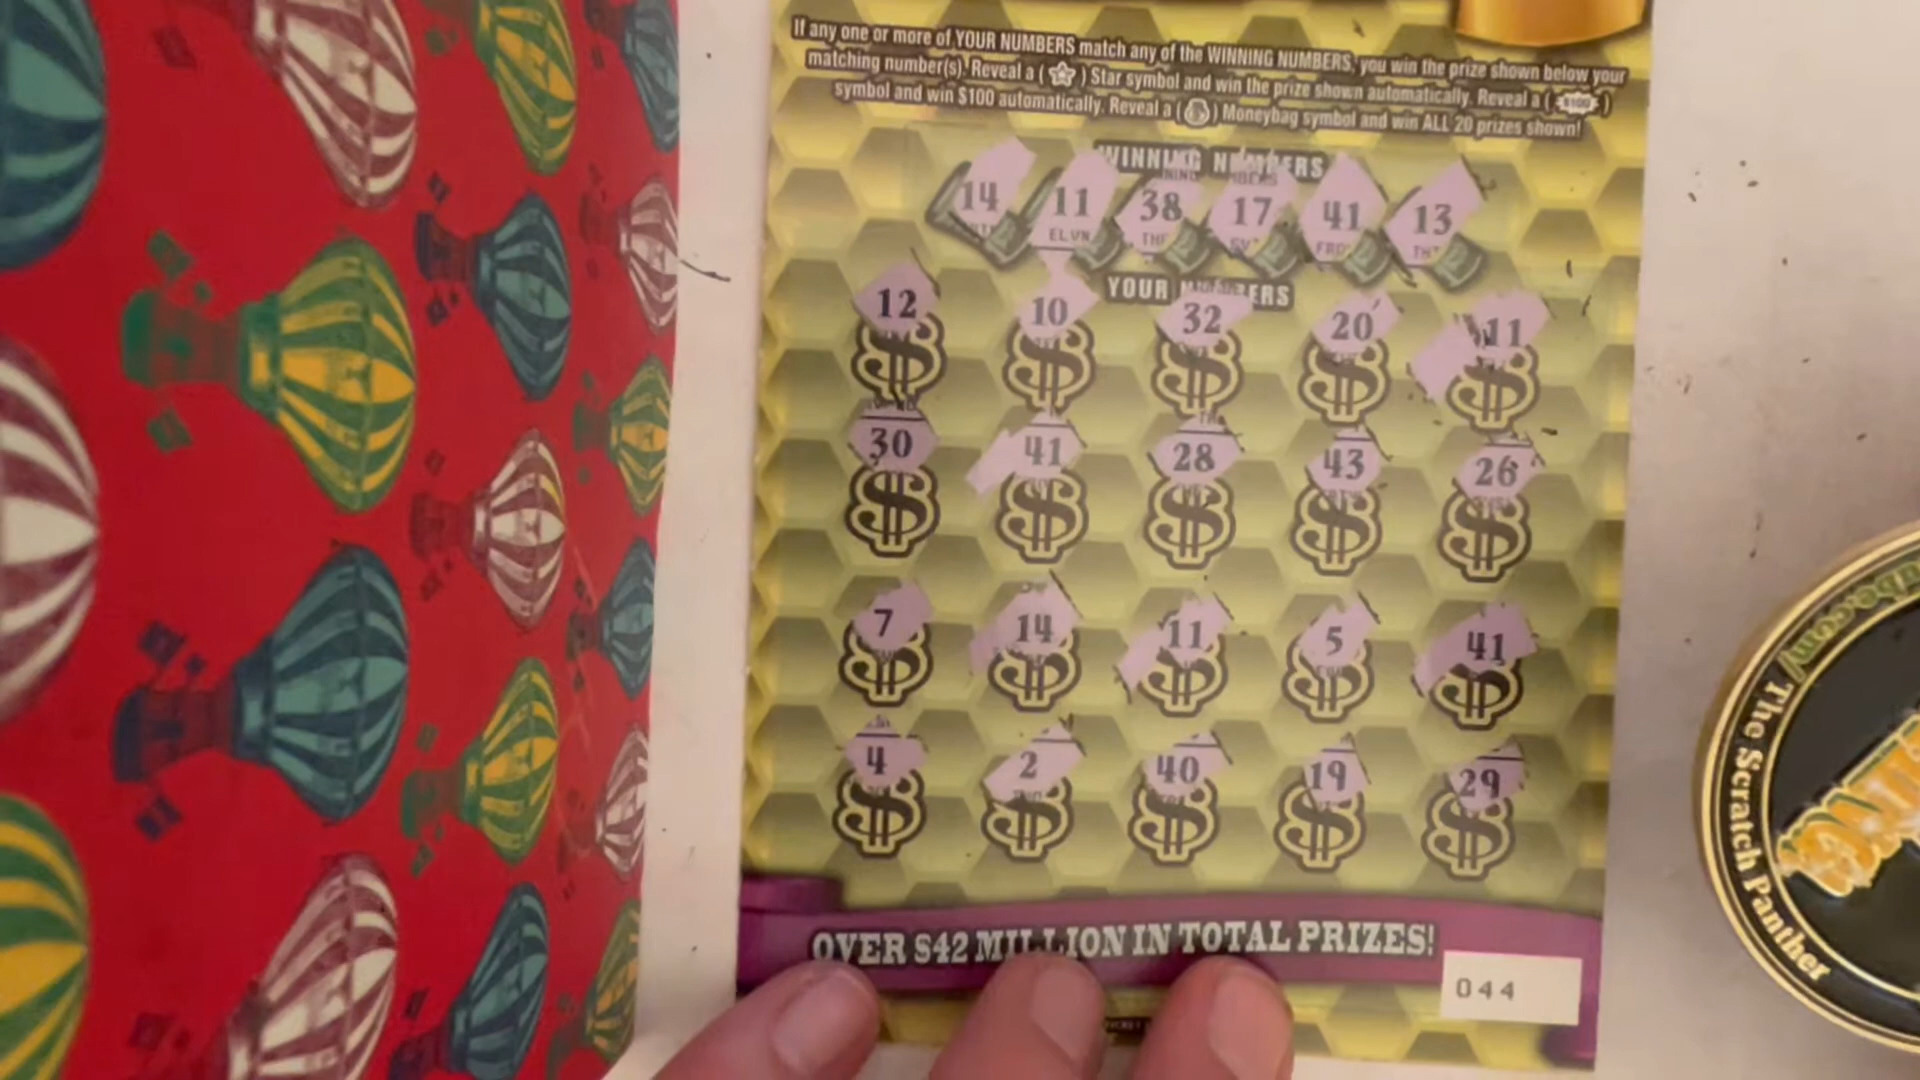 If any one or more of YOUR NUMBERS match any of the WINNING NUMBERS, you win the prize shown below your
matching number(s). Reveal a ( ) Star symbol and win the prize shown automatically. Reveal a ( $100 )
symbol and win $100 automatically. Reveal a ( ) Moneybag symbol and win ALL 20 prizes shown!
WINNING NUMBERS
14 11 38 17 41 13
ELVN
YOUR NUMBERS
12 10 32 20 11
30 41 28 43 26
7 14 11 5 41
4 2 40 19 29
OVER $42 MILLION IN TOTAL PRIZES!
044
The Scratch Panther